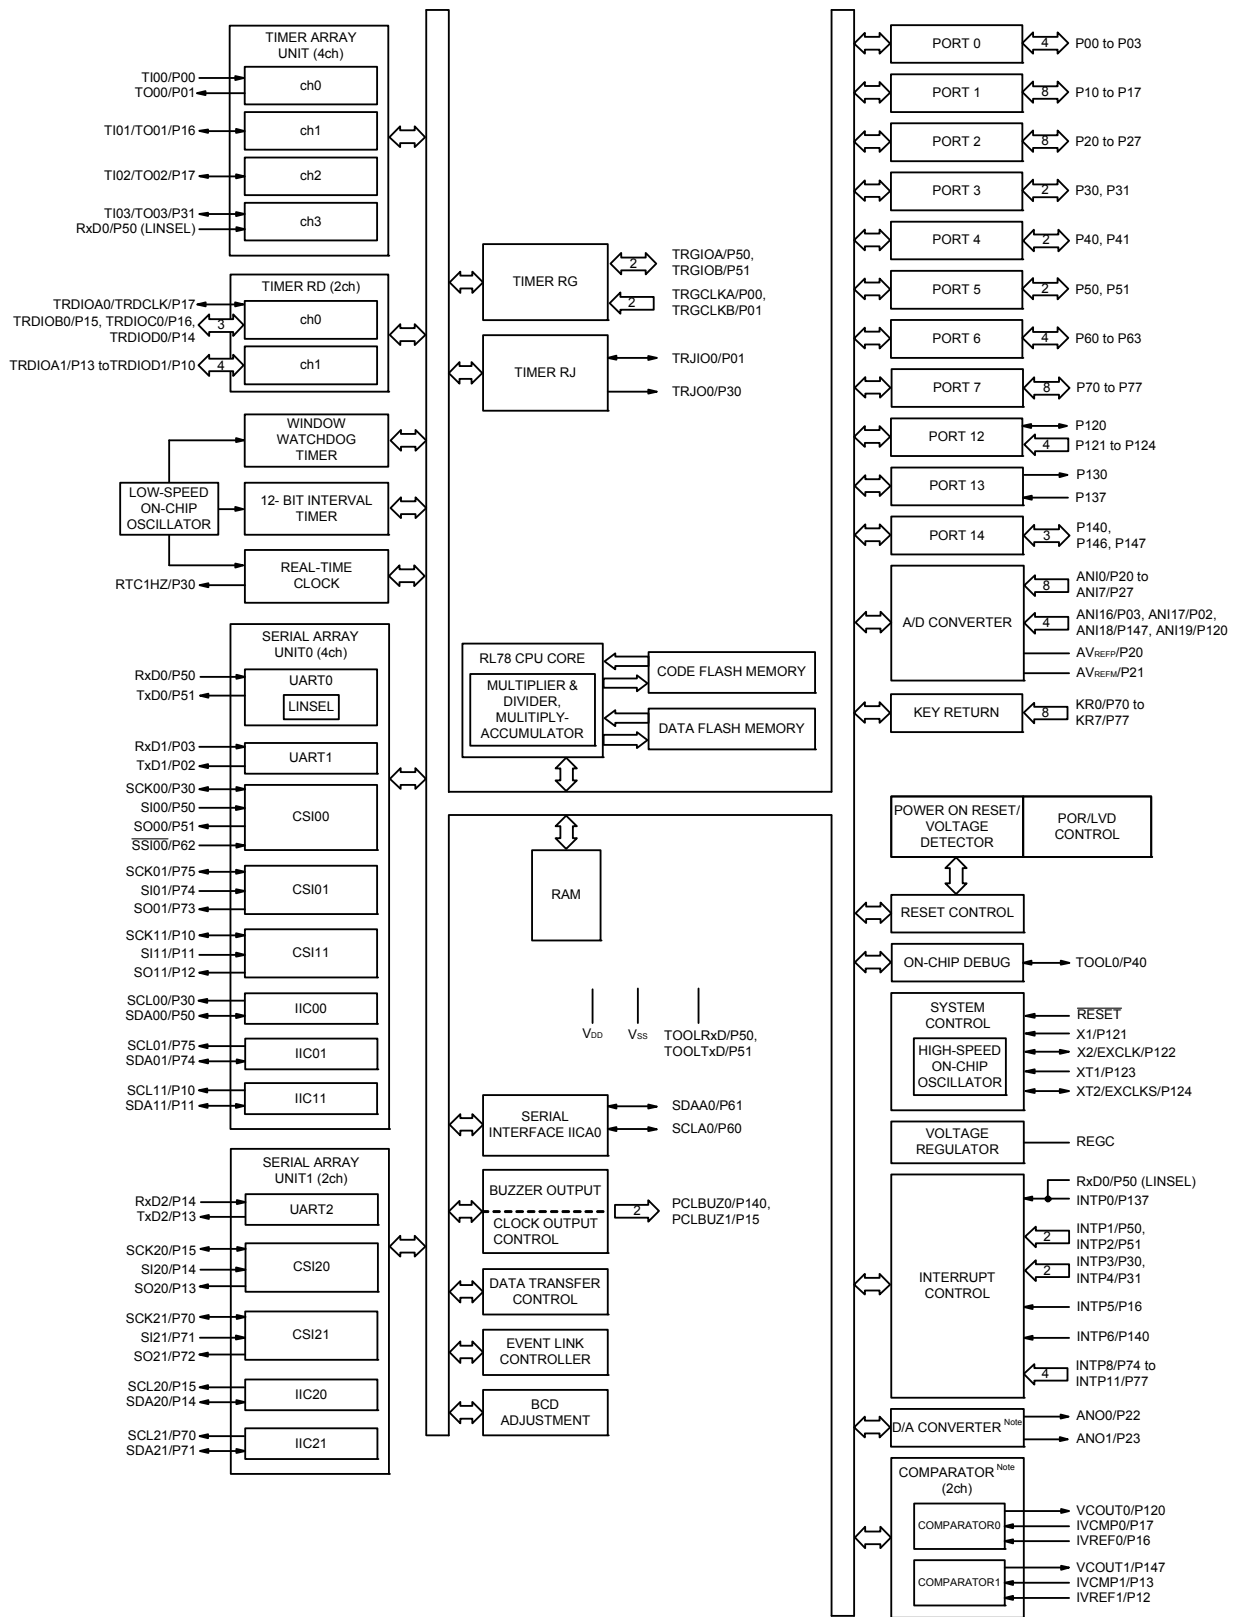 TIMER ARRAY
UNIT (4ch)
TI00/P00
TO00/P01
ch0
TI01/TO01/P16
ch1
TI02/TO02/P17
ch2
TI03/TO03/P31
RxD0/P50 (LINSEL)
ch3
TIMER RD (2ch)
TRDIOA0/TRDCLK/P17
TRDIOB0/P15, TRDIOC0/P16,
TRDIOD0/P14
3
ch0
TRDIOA1/P13 toTRDIOD1/P10
4
ch1
WINDOW
WATCHDOG
TIMER
LOW-SPEED
ON-CHIP
OSCILLATOR
12- BIT INTERVAL
TIMER
REAL-TIME
CLOCK
RTC1HZ/P30
SERIAL ARRAY
UNIT0 (4ch)
RxD0/P50
TxD0/P51
UART0
LINSEL
RxD1/P03
TxD1/P02
UART1
SCK00/P30
SI00/P50
SO00/P51
SSI00/P62
CSI00
SCK01/P75
SI01/P74
SO01/P73
CSI01
SCK11/P10
SI11/P11
SO11/P12
CSI11
SCL00/P30
SDA00/P50
IIC00
SCL01/P75
SDA01/P74
IIC01
SCL11/P10
SDA11/P11
IIC11
SERIAL ARRAY
UNIT1 (2ch)
RxD2/P14
TxD2/P13
UART2
SCK20/P15
SI20/P14
SO20/P13
CSI20
SCK21/P70
SI21/P71
SO21/P72
CSI21
SCL20/P15
SDA20/P14
IIC20
SCL21/P70
SDA21/P71
IIC21
TIMER RG
2
TRGIOA/P50,
TRGIOB/P51
2
TRGCLKA/P00,
TRGCLKB/P01
TIMER RJ
TRJIO0/P01
TRJO0/P30
RL78 CPU CORE
MULTIPLIER &
DIVIDER,
MULITIPLY-
ACCUMULATOR
CODE FLASH MEMORY
DATA FLASH MEMORY
RAM
VDD
VSS
TOOLRxD/P50,
TOOLTxD/P51
SERIAL
INTERFACE IICA0
SDAA0/P61
SCLA0/P60
BUZZER OUTPUT
CLOCK OUTPUT
CONTROL
2
PCLBUZ0/P140,
PCLBUZ1/P15
DATA TRANSFER
CONTROL
EVENT LINK
CONTROLLER
BCD
ADJUSTMENT
PORT 0
4
P00 to P03
PORT 1
8
P10 to P17
PORT 2
8
P20 to P27
PORT 3
2
P30, P31
PORT 4
2
P40, P41
PORT 5
2
P50, P51
PORT 6
4
P60 to P63
PORT 7
8
P70 to P77
PORT 12
P120
4
P121 to P124
PORT 13
P130
P137
PORT 14
3
P140,
P146, P147
A/D CONVERTER
8
ANI0/P20 to
ANI7/P27
4
ANI16/P03, ANI17/P02,
ANI18/P147, ANI19/P120
AVREFP/P20
AVREFM/P21
KEY RETURN
8
KR0/P70 to
KR7/P77
POWER ON RESET/
VOLTAGE
DETECTOR
POR/LVD
CONTROL
RESET CONTROL
ON-CHIP DEBUG
TOOL0/P40
SYSTEM
CONTROL
HIGH-SPEED
ON-CHIP
OSCILLATOR
RESET
X1/P121
X2/EXCLK/P122
XT1/P123
XT2/EXCLKS/P124
VOLTAGE
REGULATOR
REGC
INTERRUPT
CONTROL
RxD0/P50 (LINSEL)
INTP0/P137
2
INTP1/P50,
INTP2/P51
2
INTP3/P30,
INTP4/P31
INTP5/P16
INTP6/P140
4
INTP8/P74 to
INTP11/P77
D/A CONVERTER Note
ANO0/P22
ANO1/P23
COMPARATOR Note
(2ch)
COMPARATOR0
VCOUT0/P120
IVCMP0/P17
IVREF0/P16
COMPARATOR1
VCOUT1/P147
IVCMP1/P13
IVREF1/P12